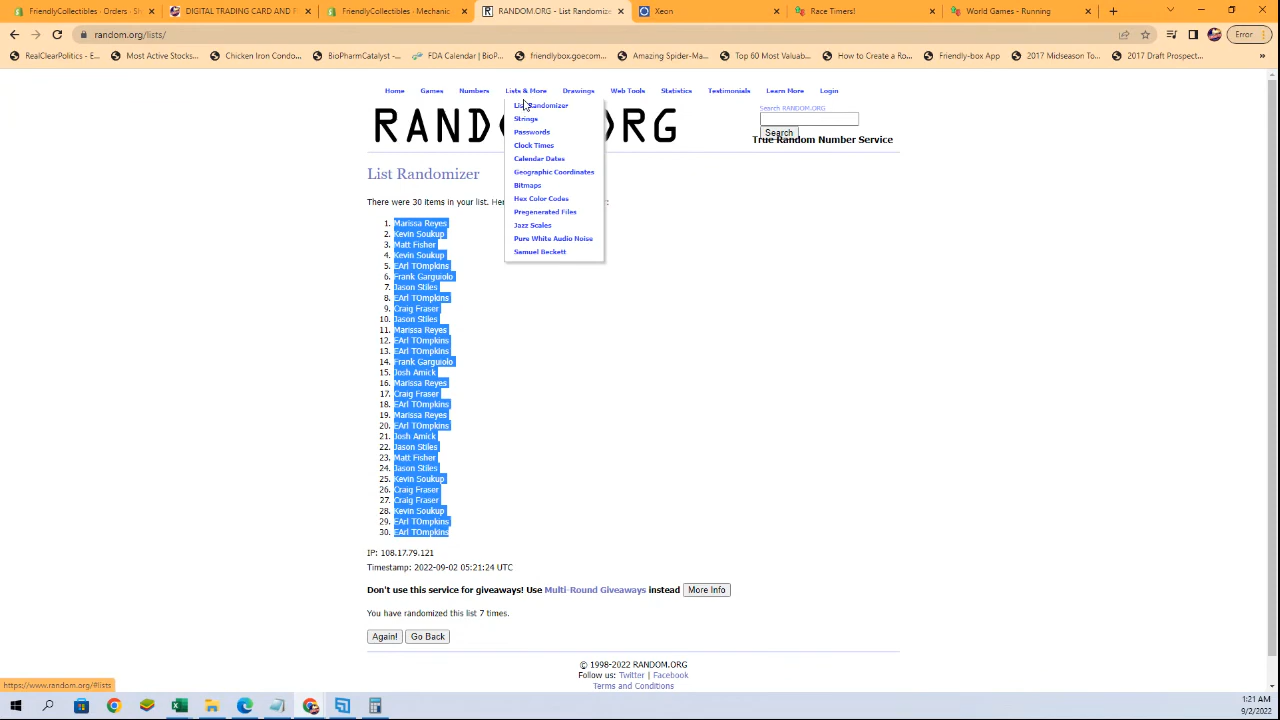 FriendlyCollectibles · Orders · Sh
DIGITAL TRADING CARD AND P
FriendlyCollectibles · Mechanic
RANDOM.ORG - List Randomize
Xeon
Race Timers!
World Games - Running
random.org/lists/
Error
RealClearPolitics - E...
Most Active Stocks...
Chicken Iron Condo...
BioPharmCatalyst -...
FDA Calendar | BioP...
friendlybox.goecom...
Amazing Spider-Man...
Top 60 Most Valuab...
How to Create a Ro...
Friendly-box App
2017 Midseason To...
2017 Draft Prospect...
Home Games Numbers Lists & More Drawings Web Tools Statistics Testimonials Learn More Login
RAND
RG
Search RANDOM.ORG
Search
True Random Number Service
List Randomizer
Strings
Passwords
Clock Times
Calendar Dates
Geographic Coordinates
Bitmaps
Hex Color Codes
Pregenerated Files
Jazz Scales
Pure White Audio Noise
Samuel Beckett
List Randomizer
There were 30 items in your list. Her
r:
1. Marissa Reyes
2. Kevin Soukup
3. Matt Fisher
4. Kevin Soukup
5. EArl TOmpkins
6. Frank Garguiolo
7. Jason Stiles
8. EArl TOmpkins
9. Craig Fraser
10. Jason Stiles
11. Marissa Reyes
12. EArl TOmpkins
13. EArl TOmpkins
14. Frank Garguiolo
15. Josh Amick
16. Marissa Reyes
17. Craig Fraser
18. EArl TOmpkins
19. Marissa Reyes
20. EArl TOmpkins
21. Josh Amick
22. Jason Stiles
23. Matt Fisher
24. Jason Stiles
25. Kevin Soukup
26. Craig Fraser
27. Craig Fraser
28. Kevin Soukup
29. EArl TOmpkins
30. EArl TOmpkins
IP: 108.17.79.121
Timestamp: 2022-09-02 05:21:24 UTC
Don't use this service for giveaways! Use Multi-Round Giveaways instead More Info
You have randomized this list 7 times.
Again! Go Back
© 1998-2022 RANDOM.ORG
Follow us: Twitter | Facebook
Terms and Conditions
https://www.random.org/#lists
1:21 AM
9/2/2022